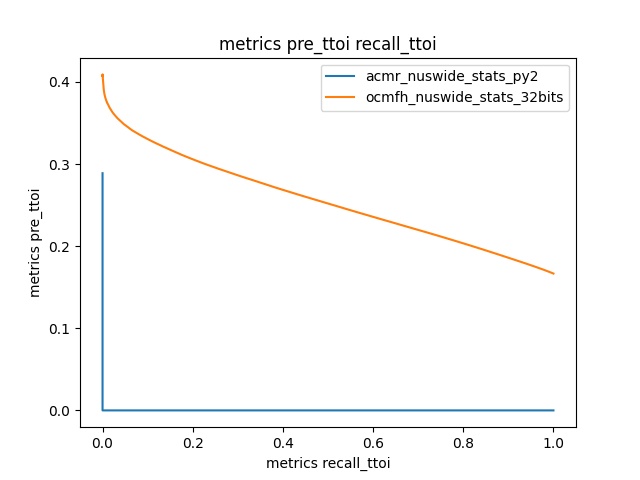 metrics pre_ttoi recall_ttoi
acmr_nuswide_stats_py2
ocmfh_nuswide_stats_32bits
metrics pre_ttoi
0.4
0.3
0.2
0.1
0.0
0.0 0.2 0.4 0.6 0.8 1.0
metrics recall_ttoi